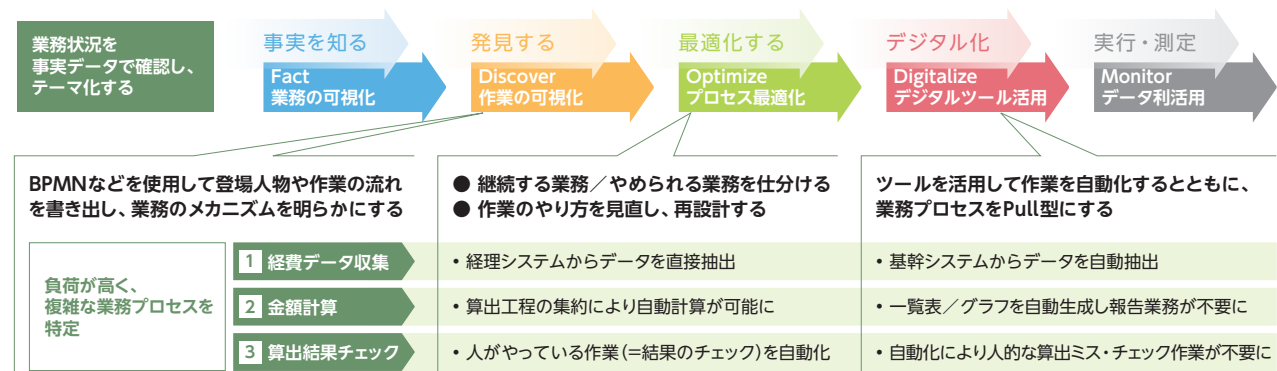 業務状況を
事実データで確認し、
テーマ化する
事実を知る
Fact
業務の可視化
発見する
Discover
作業の可視化
最適化する
Optimize
プロセス最適化
デジタル化
Digitalize
デジタルツール活用
実行・測定
Monitor
データ利活用
BPMNなどを使用して登場人物や作業の流れ
を書き出し、業務のメカニズムを明らかにする
● 継続する業務／やめられる業務を仕分ける
● 作業のやり方を見直し、再設計する
ツールを活用して作業を自動化するとともに、
業務プロセスをPull型にする
負荷が高く、
複雑な業務プロセスを
特定
1 経費データ収集
・経理システムからデータを直接抽出
・基幹システムからデータを自動抽出
2 金額計算
・算出工程の集約により自動計算が可能に
・一覧表／グラフを自動生成し報告業務が不要に
3 算出結果チェック
・人がやっている作業(=結果のチェック)を自動化
・自動化により人的な算出ミス・チェック作業が不要に